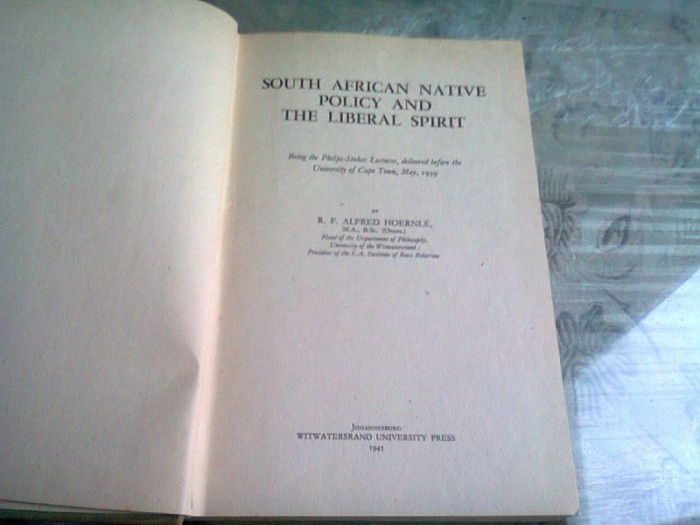 SOUTH AFRICAN NATIVE
POLICY AND
THE LIBERAL SPIRIT
Being the Phelps-Stokes Lectures, delivered before the
University of Cape Town, May, 1939
BY
R. F. ALFRED HOERNLÉ,
M.A., B.Sc. (Oxon.)
Head of the Department of Philosophy,
University of the Witwatersrand ;
President of the S.A. Institute of Race Relations
JOHANNESBURG
WITWATERSRAND UNIVERSITY PRESS
1945